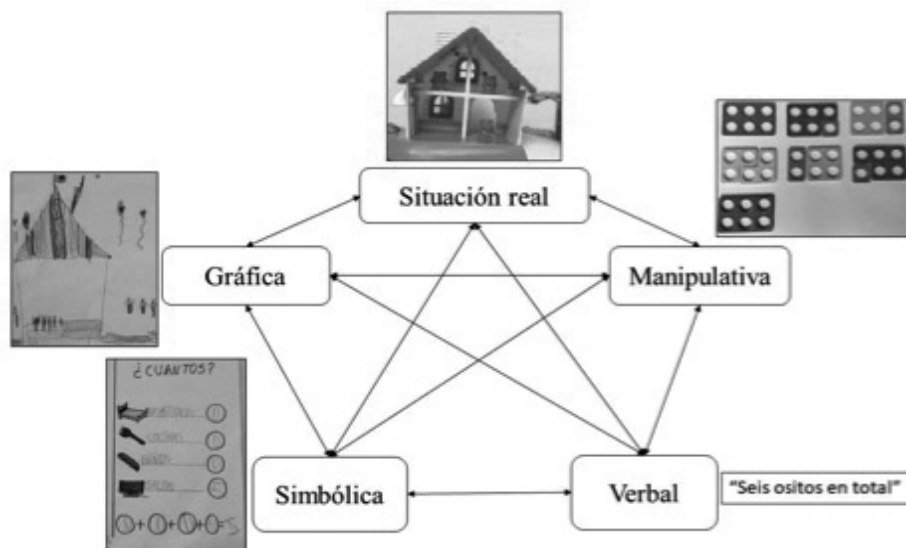 Situación real
Gráfica
Manipulativa
¿CUANTOS?
Simbólica
Verbal
"Seis ositos en total"